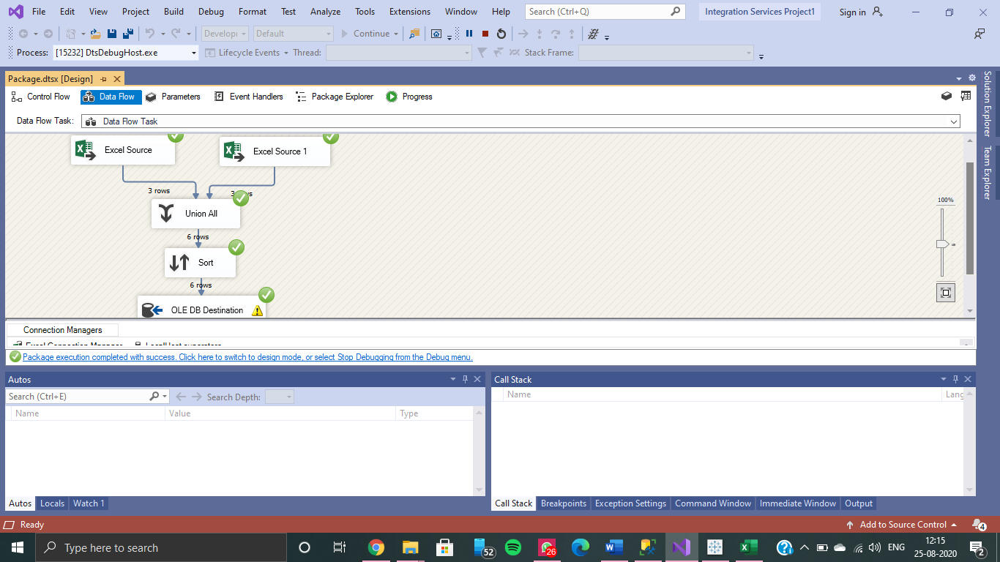 File Edit View Project Build Debug Format Test Analyze Tools Extensions Window Help Search (Ctrl+Q) Integration Services Project1 Sign in
Develop Default Continue
Process: [15232] DtsDebugHost.exe Lifecycle Events Thread: Stack Frame:
Package.dtsx [Design]
Control Flow Data Flow Parameters Event Handlers Package Explorer Progress
Data Flow Task: Data Flow Task
Solution Explorer
Team Explorer
Excel Source Excel Source 1
3 rows
Union All
100%
6 rows
Sort
6 rows
OLE DB Destination
Connection Managers
Excel Connection Manager
Package execution completed with success. Click here to switch to design mode, or select Stop Debugging from the Debug menu.
Autos Call Stack
Search (Ctrl+E) Search Depth:
Name Lang
Name Value Type
Autos Locals Watch 1 Call Stack Breakpoints Exception Settings Command Window Immediate Window Output
Ready Add to Source Control 4
Type here to search 52 26 ENG 12:15
25-08-2020 2